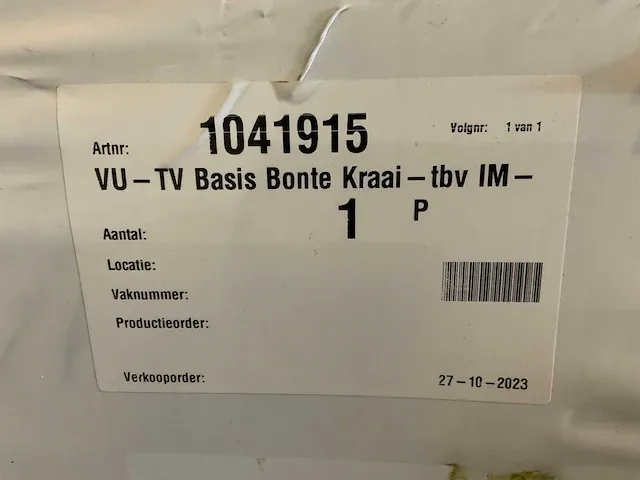 Artnr: 1041915 Volgnr: 1 van 1
VU-TV Basis Bonte Kraai-tbv IM-
Aantal: 1 P
Locatie:
Vaknummer:
Productieorder:
Verkooporder: 27-10-2023